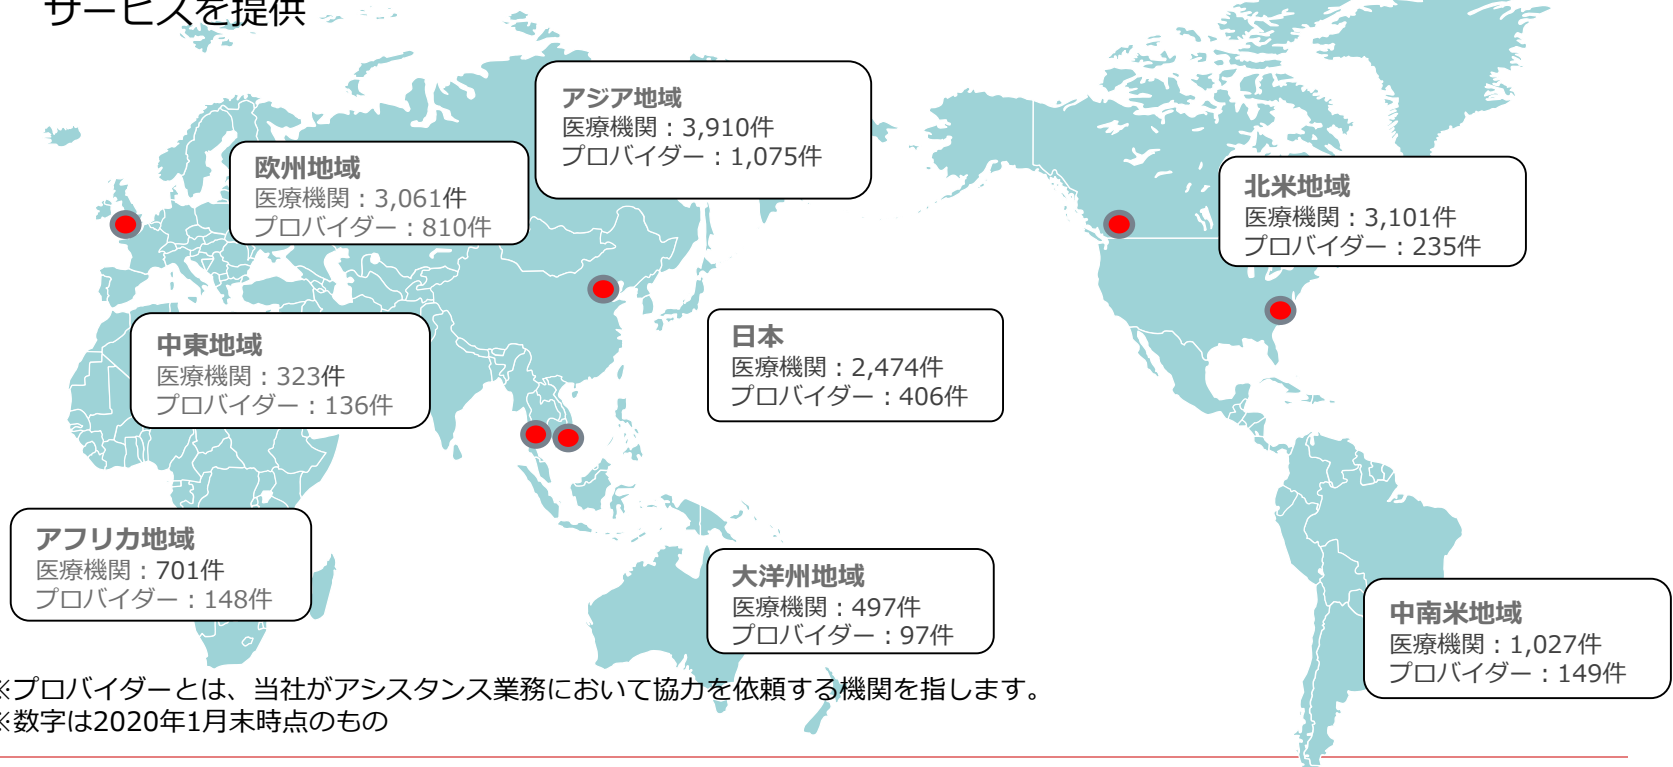 サービスを提供
アジア地域
医療機関：3,910件
プロバイダー：1,075件
欧州地域
医療機関：3,061件
プロバイダー：810件
北米地域
医療機関：3,101件
プロバイダー：235件
中東地域
医療機関：323件
プロバイダー：136件
日本
医療機関：2,474件
プロバイダー：406件
アフリカ地域
医療機関：701件
プロバイダー：148件
大洋州地域
医療機関：497件
プロバイダー：97件
中南米地域
医療機関：1,027件
プロバイダー：149件
※プロバイダーとは、当社がアシスタンス業務において協力を依頼する機関を指します。
※数字は2020年1月末時点のもの